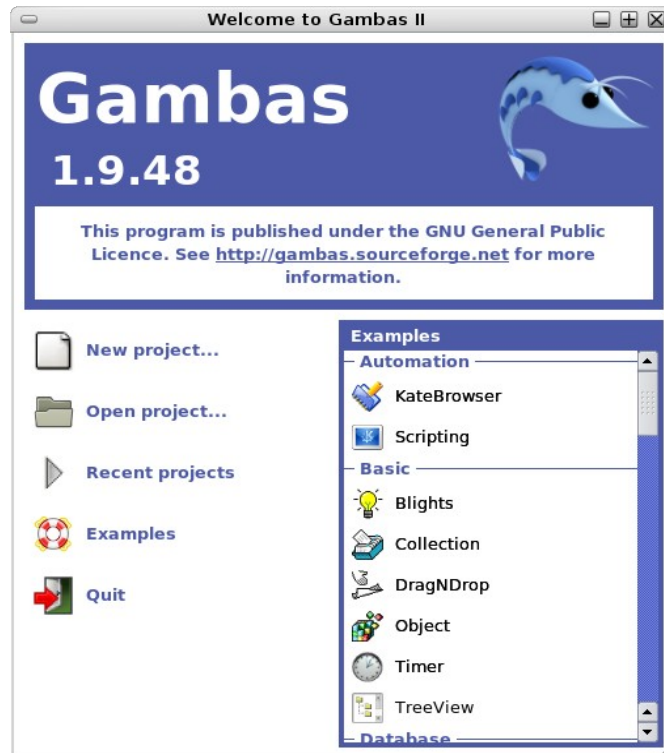 Welcome to Gambas II
Gambas
1.9.48
This program is published under the GNU General Public
Licence. See http://gambas.sourceforge.net for more
information.
New project...
Open project...
Recent projects
Examples
Quit
Examples
Automation
KateBrowser
Scripting
Basic
Blights
Collection
DragNDrop
Object
Timer
TreeView
Database